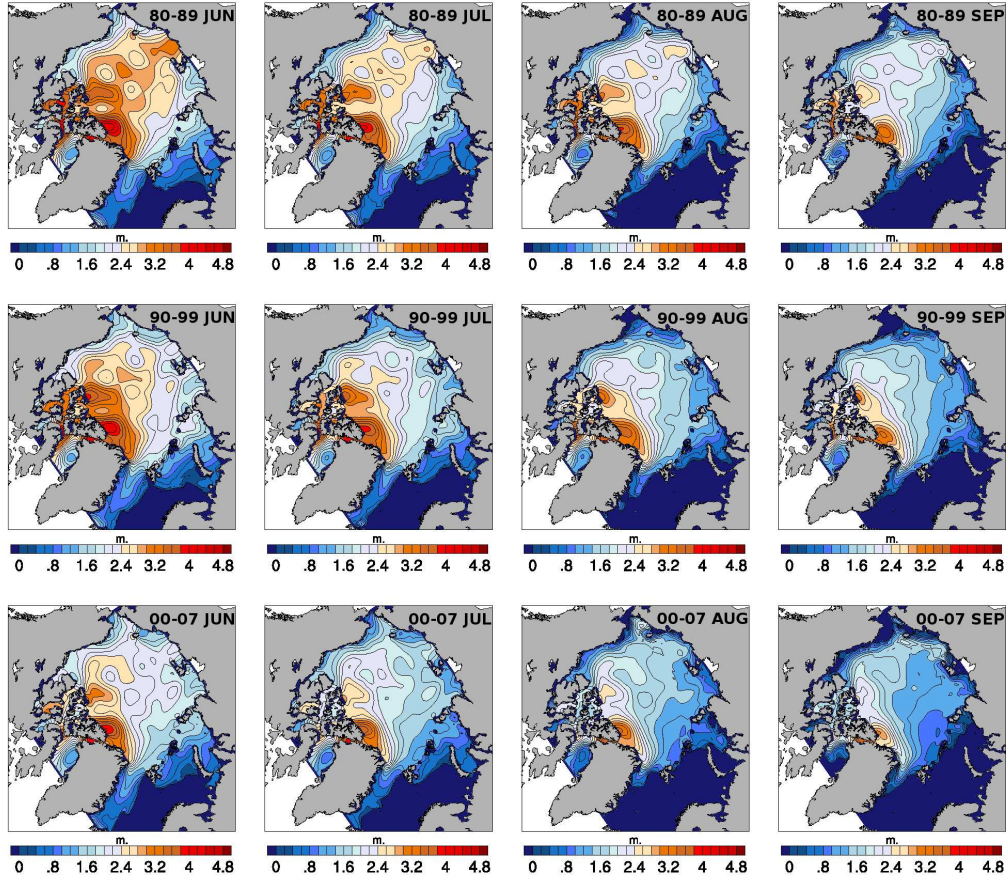 80-89 JUN 80-89 JUL 80-89 AUG 80-89 SEP
m. m. m. m.
0 .8 1.6 2.4 3.2 4 4.8 0 .8 1.6 2.4 3.2 4 4.8 0 .8 1.6 2.4 3.2 4 4.8 0 .8 1.6 2.4 3.2 4 4.8
90-99 JUN 90-99 JUL 90-99 AUG 90-99 SEP
m. m. m. m.
0 .8 1.6 2.4 3.2 4 4.8 0 .8 1.6 2.4 3.2 4 4.8 0 .8 1.6 2.4 3.2 4 4.8 0 .8 1.6 2.4 3.2 4 4.8
00-07 JUN 00-07 JUL 00-07 AUG 00-07 SEP
m. m. m. m.
0 .8 1.6 2.4 3.2 4 4.8 0 .8 1.6 2.4 3.2 4 4.8 0 .8 1.6 2.4 3.2 4 4.8 0 .8 1.6 2.4 3.2 4 4.8